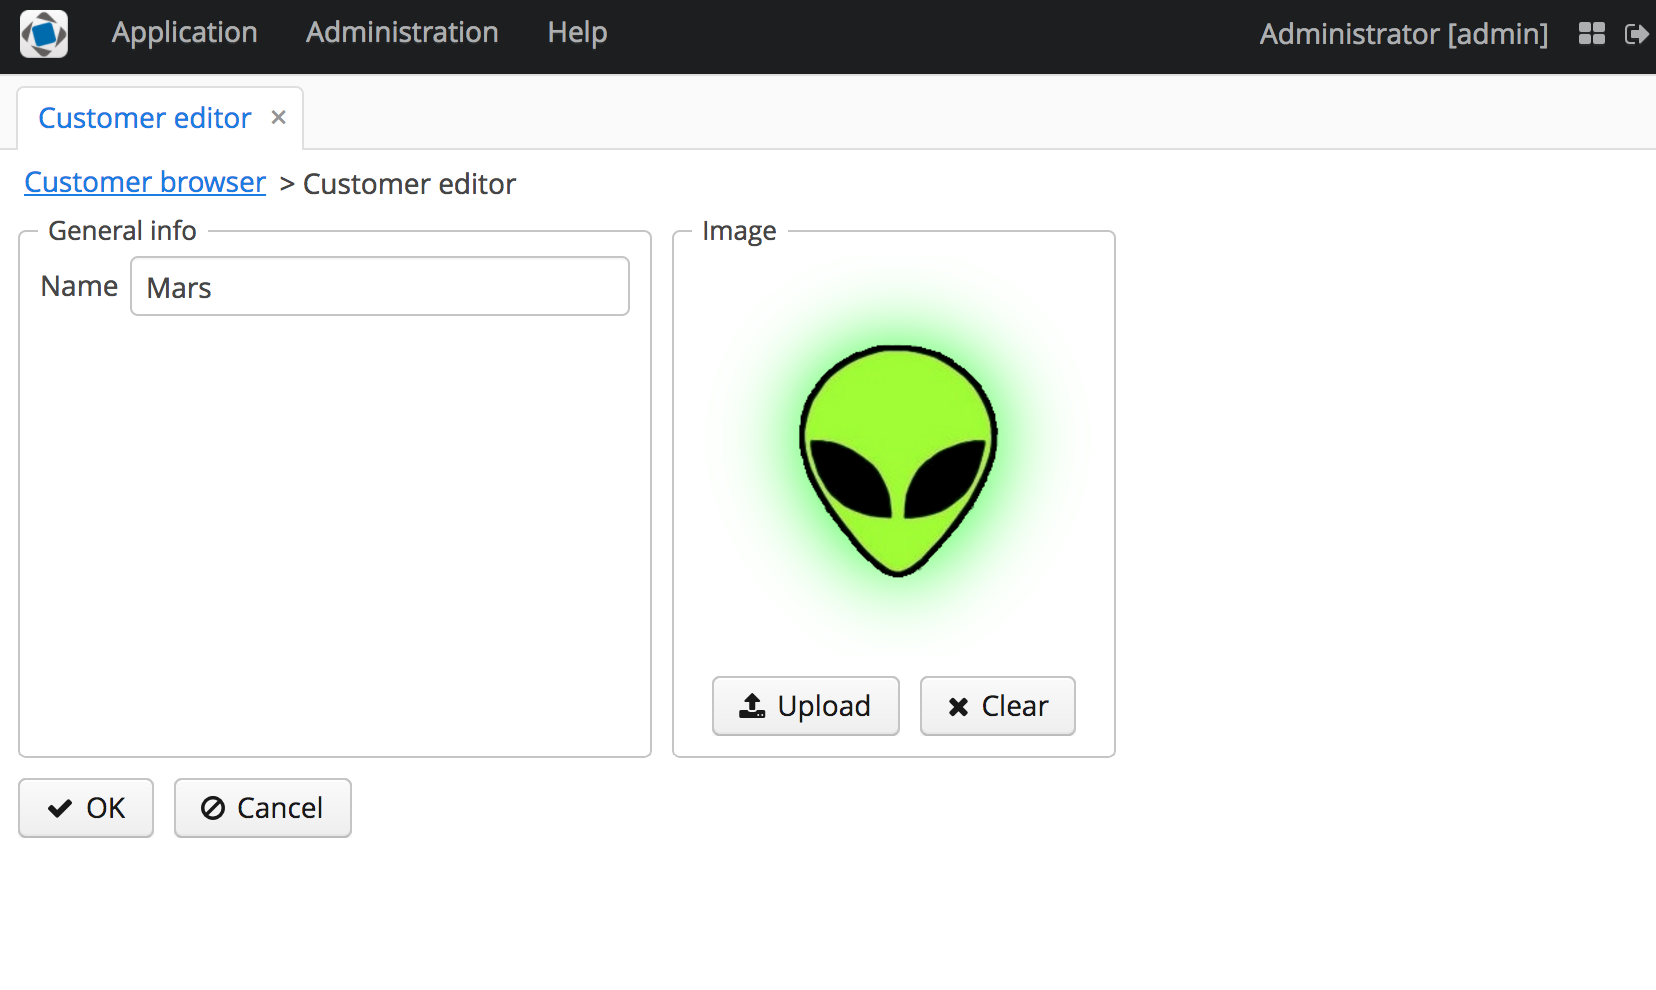 Application Administration Help Administrator [admin]
Customer editor ×
Customer browser > Customer editor
General info Image
Name Mars
Upload Clear
OK Cancel